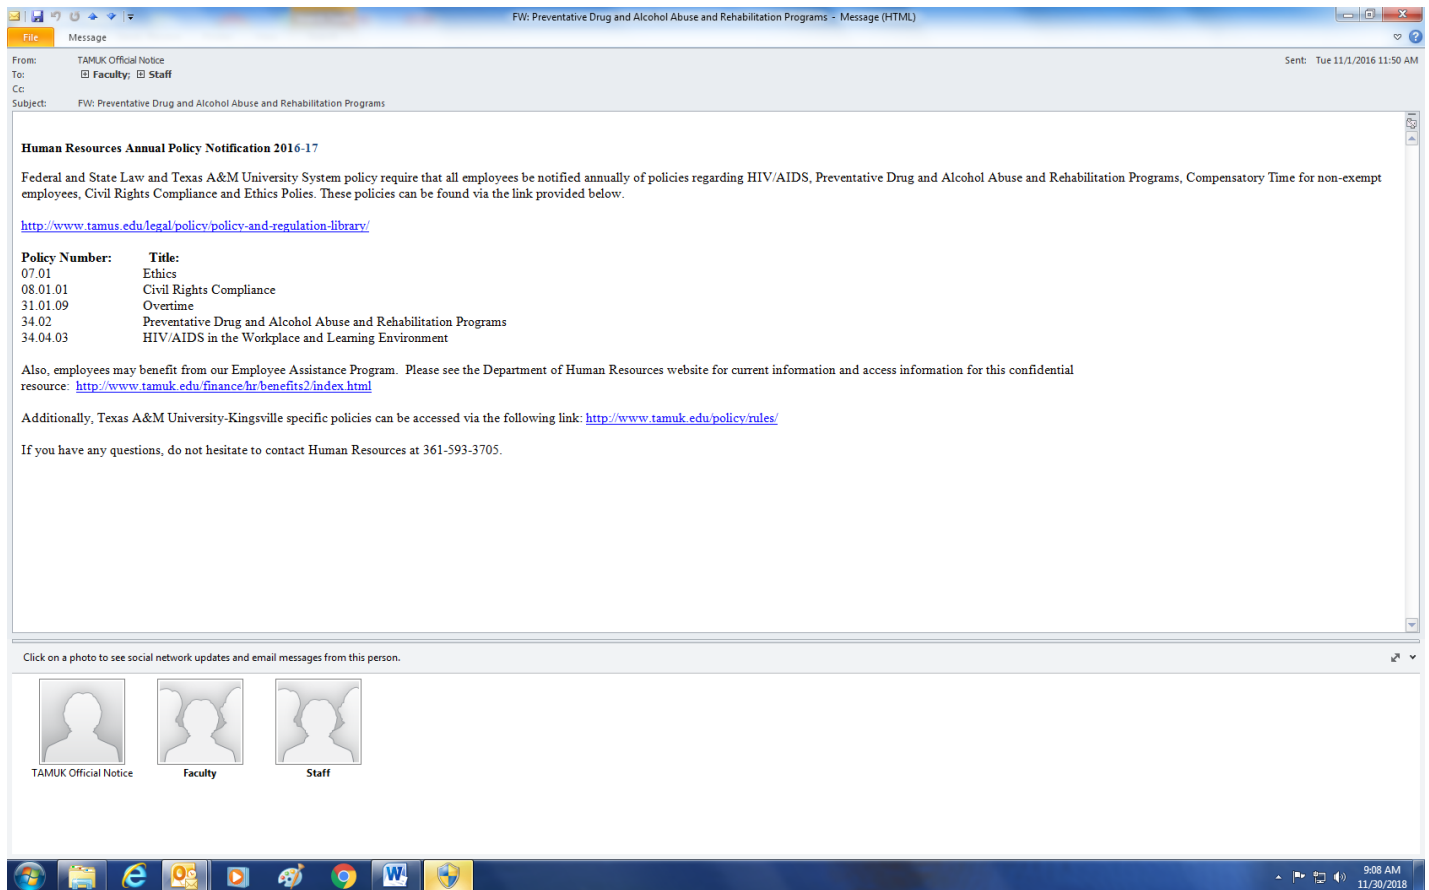 FW: Preventative Drug and Alcohol Abuse and Rehabilitation Programs - Message (HTML)
File Message
From: TAMUK Official Notice
Sent: Tue 11/1/2016 11:50 AM
To: Faculty; Staff
Cc:
Subject: FW: Preventative Drug and Alcohol Abuse and Rehabilitation Programs
Human Resources Annual Policy Notification 2016-17
Federal and State Law and Texas A&M University System policy require that all employees be notified annually of policies regarding HIV/AIDS, Preventative Drug and Alcohol Abuse and Rehabilitation Programs, Compensatory Time for non-exempt
employees, Civil Rights Compliance and Ethics Polies. These policies can be found via the link provided below.
http://www.tamus.edu/legal/policy/policy-and-regulation-library/
Policy Number: Title:
07.01 Ethics
08.01.01 Civil Rights Compliance
31.01.09 Overtime
34.02 Preventative Drug and Alcohol Abuse and Rehabilitation Programs
34.04.03 HIV/AIDS in the Workplace and Learning Environment
Also, employees may benefit from our Employee Assistance Program. Please see the Department of Human Resources website for current information and access information for this confidential
resource: http://www.tamuk.edu/finance/hr/benefits2/index.html
Additionally, Texas A&M University-Kingsville specific policies can be accessed via the following link: http://www.tamuk.edu/policy/rules/
If you have any questions, do not hesitate to contact Human Resources at 361-593-3705.
Click on a photo to see social network updates and email messages from this person.
TAMUK Official Notice Faculty Staff
9:08 AM
11/30/2018